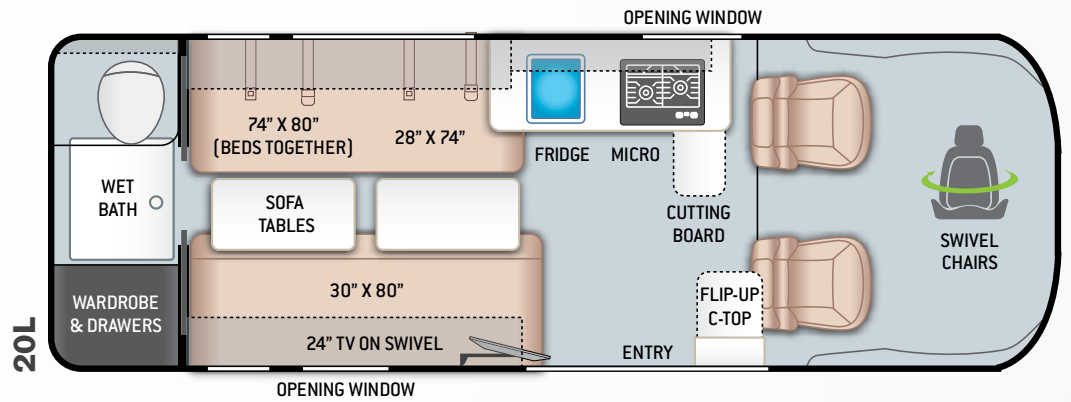 OPENING WINDOW
74” X 80”
(BEDS TOGETHER)
28” X 74”
FRIDGE
MICRO
WET
BATH
SOFA
TABLES
CUTTING
BOARD
SWIVEL
CHAIRS
WARDROBE
& DRAWERS
30” X 80”
FLIP-UP
C-TOP
24” TV ON SWIVEL
ENTRY
OPENING WINDOW
20L